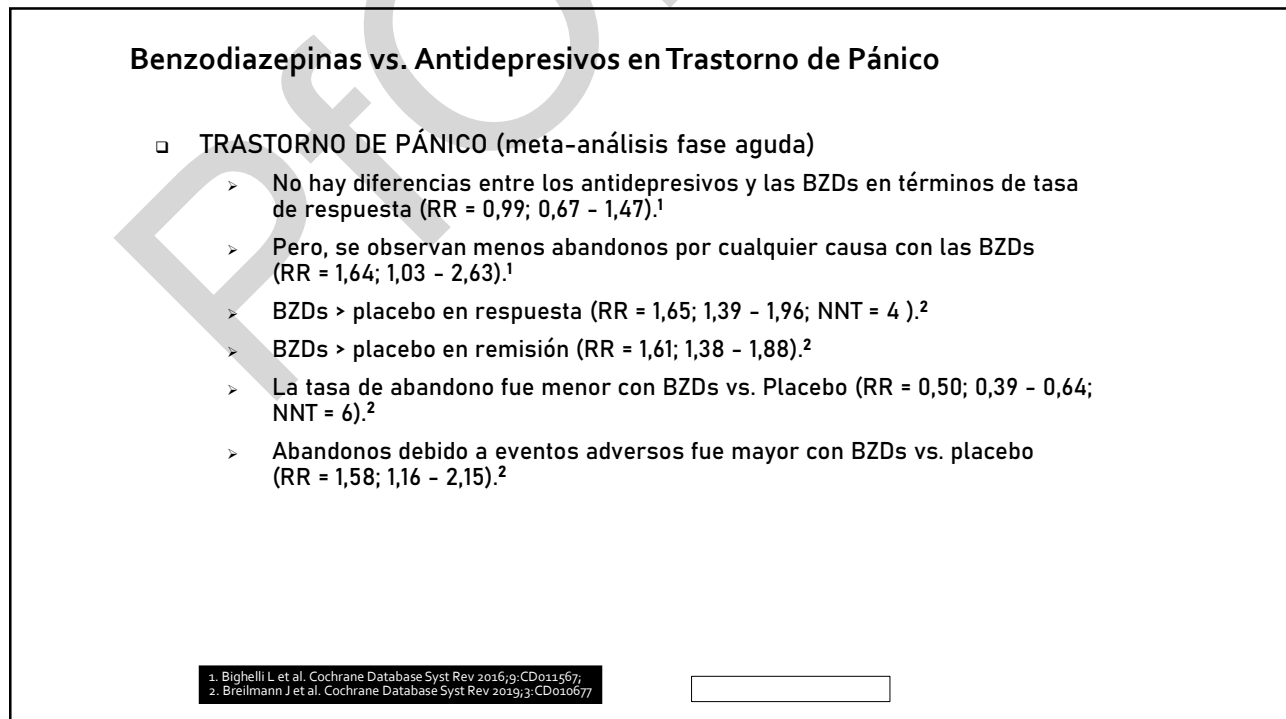 Benzodiazepinas vs. Antidepresivos en Trastorno de Pánico
❑ TRASTORNO DE PÁNICO (meta-análisis fase aguda)
➢ No hay diferencias entre los antidepresivos y las BZDs en términos de tasa
de respuesta (RR = 0,99; 0,67 - 1,47).¹
➢ Pero, se observan menos abandonos por cualquier causa con las BZDs
(RR = 1,64; 1,03 - 2,63).¹
➢ BZDs > placebo en respuesta (RR = 1,65; 1,39 - 1,96; NNT = 4 ).²
➢ BZDs > placebo en remisión (RR = 1,61; 1,38 - 1,88).²
➢ La tasa de abandono fue menor con BZDs vs. Placebo (RR = 0,50; 0,39 - 0,64;
NNT = 6).²
➢ Abandonos debido a eventos adversos fue mayor con BZDs vs. placebo
(RR = 1,58; 1,16 - 2,15).²
1. Bighelli L et al. Cochrane Database Syst Rev 2016;9:CD011567;
2. Breilmann J et al. Cochrane Database Syst Rev 2019;3:CD010677